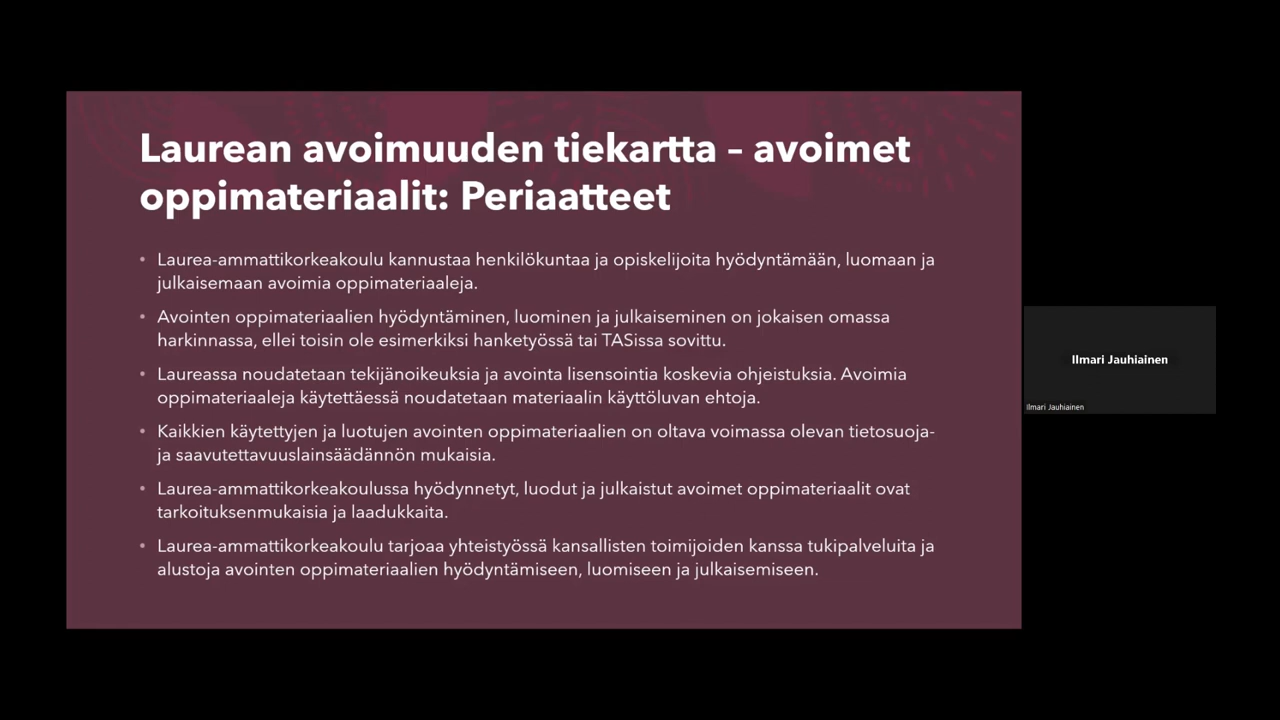 Laurean avoimuuden tiekartta – avoimet
oppimateriaalit: Periaatteet
• Laurea-ammattikorkeakoulu kannustaa henkilökuntaa ja opiskelijoita hyödyntämään, luomaan ja
julkaisemaan avoimia oppimateriaaleja.
• Avointen oppimateriaalien hyödyntäminen, luominen ja julkaiseminen on jokaisen omassa
harkinnassa, ellei toisin ole esimerkiksi hanketyössä tai TASissa sovittu.
• Laureassa noudatetaan tekijänoikeuksia ja avointa lisensointia koskevia ohjeistuksia. Avoimia
oppimateriaaleja käytettäessä noudatetaan materiaalin käyttöluvan ehtoja.
• Kaikkien käytettyjen ja luotujen avointen oppimateriaalien on oltava voimassa olevan tietosuoja-
ja saavutettavuuslainsäädännön mukaisia.
• Laurea-ammattikorkeakoulussa hyödynnetyt, luodut ja julkaistut avoimet oppimateriaalit ovat
tarkoituksenmukaisia ja laadukkaita.
• Laurea-ammattikorkeakoulu tarjoaa yhteistyössä kansallisten toimijoiden kanssa tukipalveluita ja
alustoja avointen oppimateriaalien hyödyntämiseen, luomiseen ja julkaisemiseen.
Ilmari Jauhiainen
Ilmari Jauhiainen